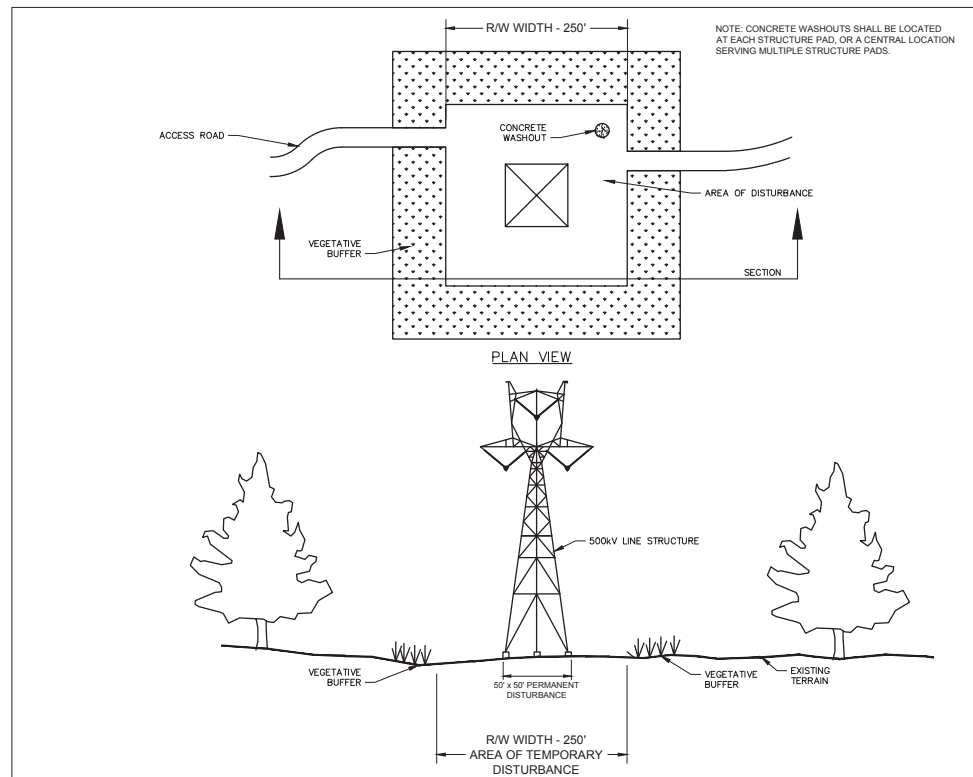 R/W WIDTH - 250'
NOTE: CONCRETE WASHOUTS SHALL BE LOCATED
AT EACH STRUCTURE PAD, OR A CENTRAL LOCATION
SERVING MULTIPLE STRUCTURE PADS.
ACCESS ROAD
CONCRETE
WASHOUT
AREA OF DISTURBANCE
VEGETATIVE
BUFFER
SECTION
PLAN VIEW
500kV LINE STRUCTURE
VEGETATIVE
BUFFER
50' x 50' PERMANENT
DISTURBANCE
VEGETATIVE
BUFFER
EXISTING
TERRAIN
R/W WIDTH - 250'
AREA OF TEMPORARY
DISTURBANCE